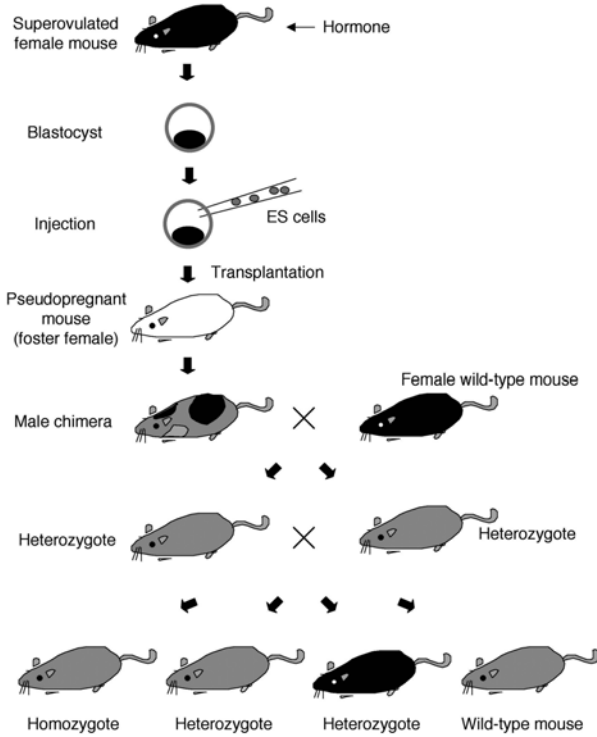 Superovulated
female mouse
Hormone
Blastocyst
Injection
ES cells
Transplantation
Pseudopregnant
mouse
(foster female)
Female wild-type mouse
Male chimera
Heterozygote
Heterozygote
Homozygote
Heterozygote
Heterozygote
Wild-type mouse